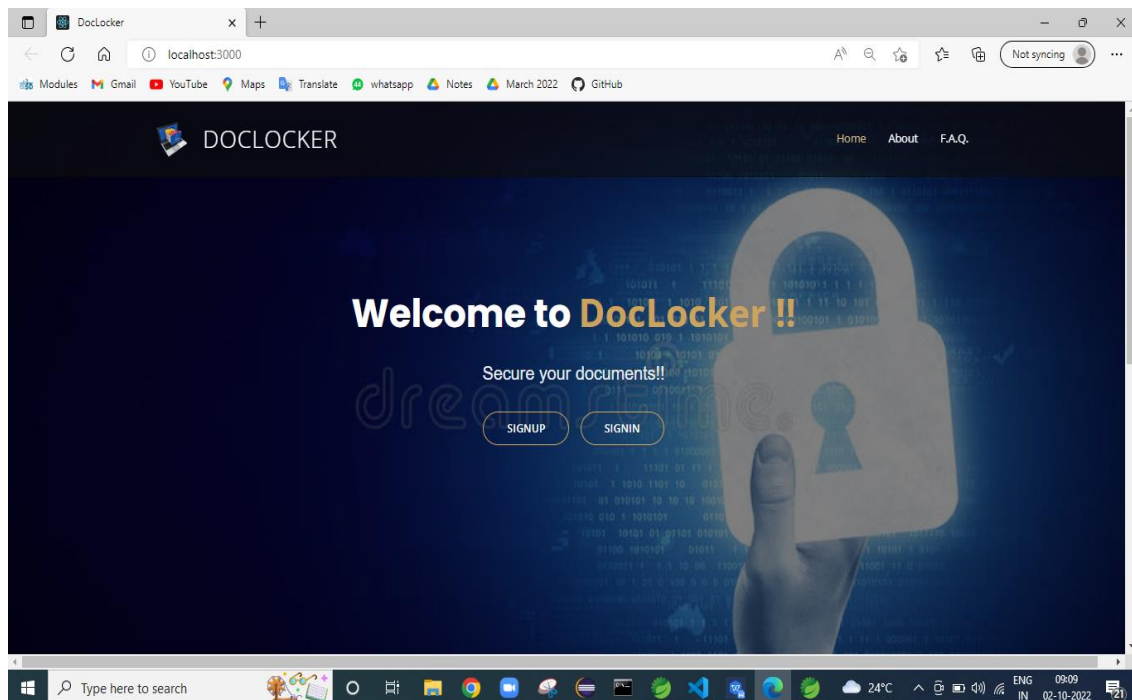 DocLocker
localhost:3000
Not syncing
Modules Gmail YouTube Maps Translate whatsapp Notes March 2022 GitHub
DOCLOCKER
Home About F.A.Q.
Welcome to DocLocker !!
Secure your documents!!
dreamstime.
SIGNUP SIGNIN
Type here to search
24°C
ENG 09:09
IN 02-10-2022
21